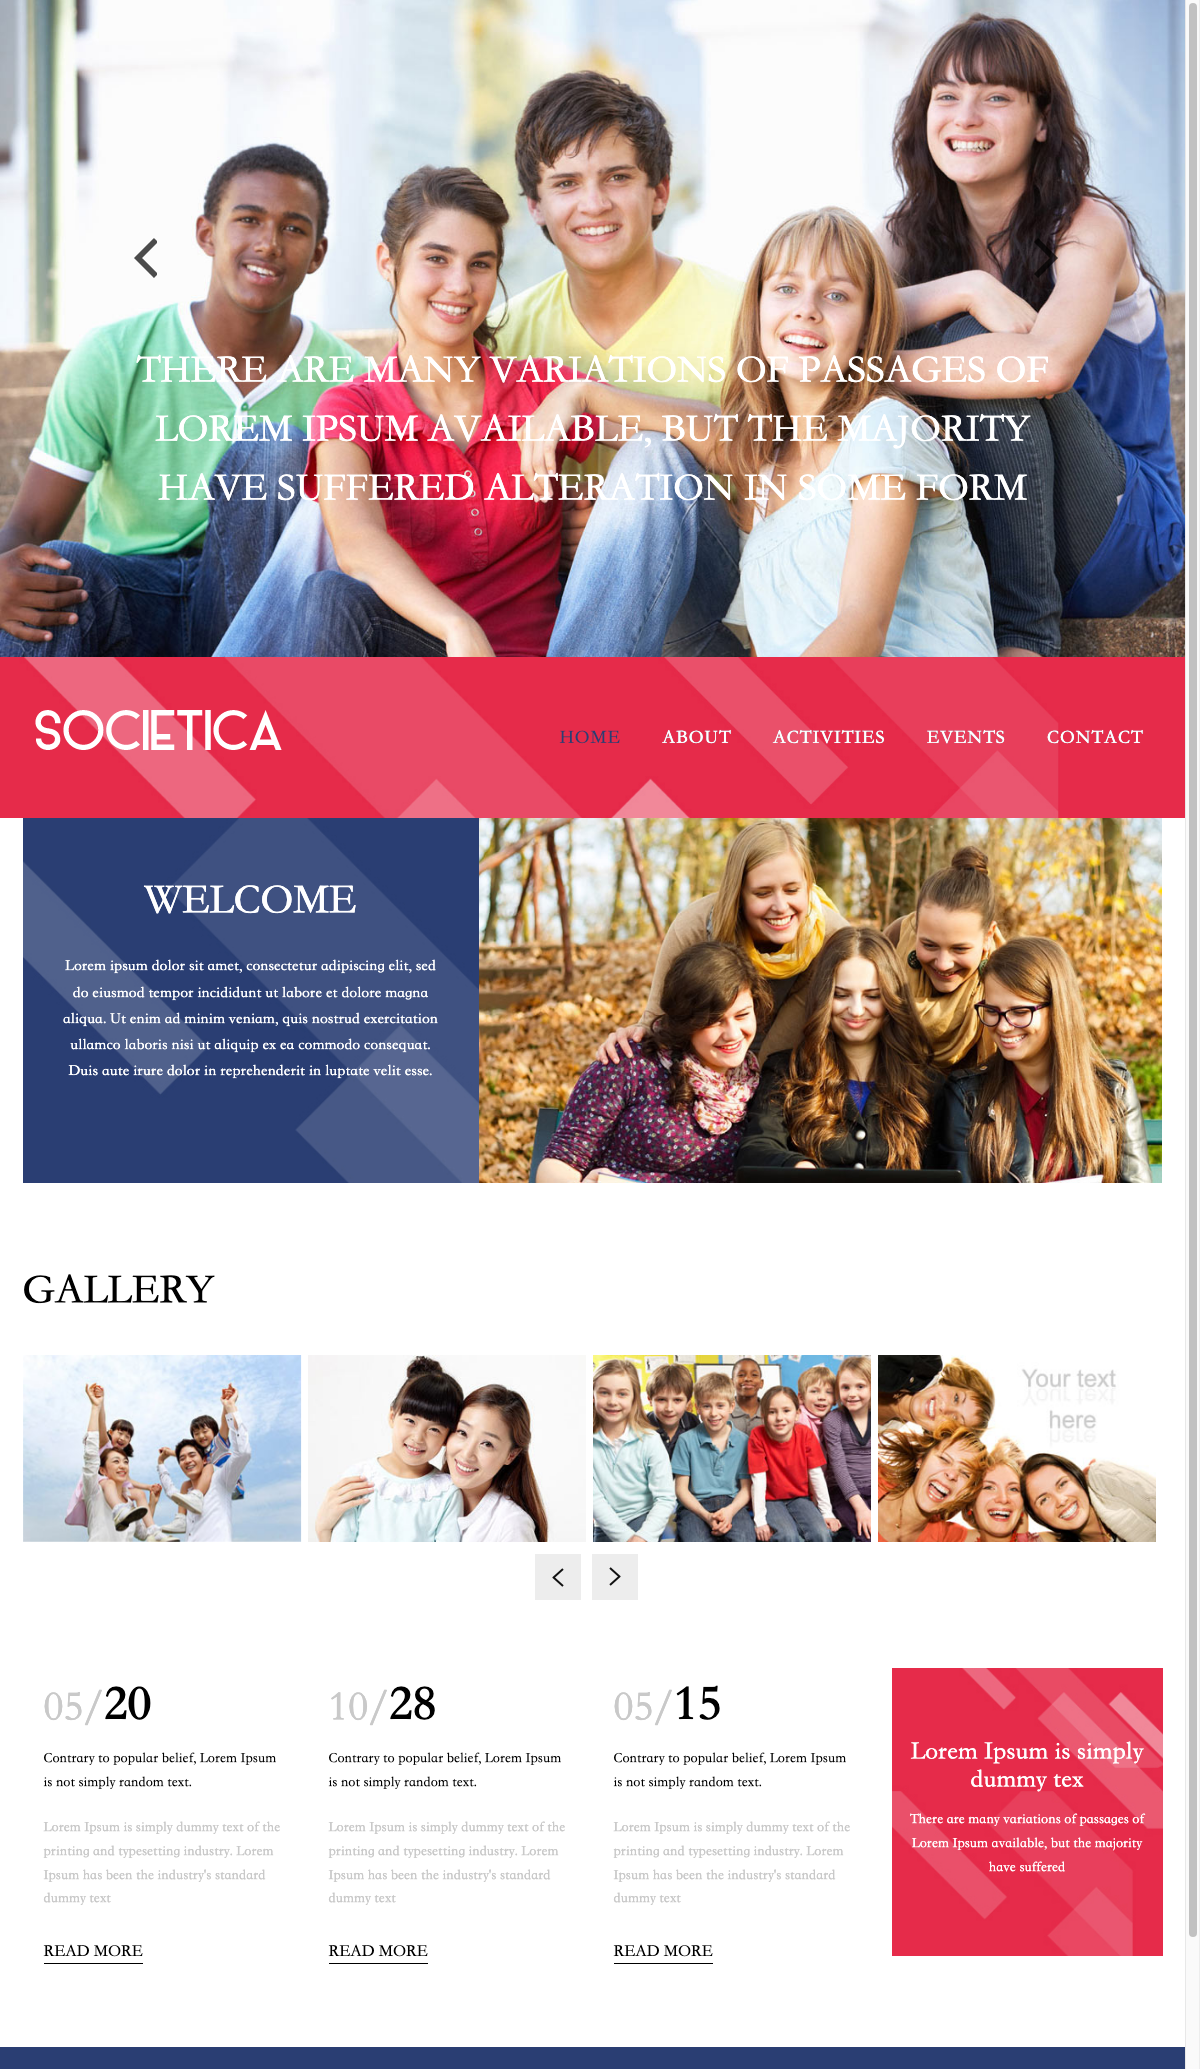 THERE ARE MANY VARIATIONS OF PASSAGES OF
LOREM IPSUM AVAILABLE, BUT THE MAJORITY
HAVE SUFFERED ALTERATION IN SOME FORM
SOCIETICA
HOME ABOUT ACTIVITIES EVENTS CONTACT
WELCOME
Lorem ipsum dolor sit amet, consectetur adipiscing elit, sed
do eiusmod tempor incididunt ut labore et dolore magna
aliqua. Ut enim ad minim veniam, quis nostrud exercitation
ullamco laboris nisi ut aliquip ex ea commodo consequat.
Duis aute irure dolor in reprehenderit in luptate velit esse.
GALLERY
Your text
here
05/20
Contrary to popular belief, Lorem Ipsum
is not simply random text.
Lorem Ipsum is simply dummy text of the
printing and typesetting industry. Lorem
Ipsum has been the industry's standard
dummy text
READ MORE
10/28
Contrary to popular belief, Lorem Ipsum
is not simply random text.
Lorem Ipsum is simply dummy text of the
printing and typesetting industry. Lorem
Ipsum has been the industry's standard
dummy text
READ MORE
05/15
Contrary to popular belief, Lorem Ipsum
is not simply random text.
Lorem Ipsum is simply dummy text of the
printing and typesetting industry. Lorem
Ipsum has been the industry's standard
dummy text
READ MORE
Lorem Ipsum is simply
dummy tex
There are many variations of passages of
Lorem Ipsum available, but the majority
have suffered